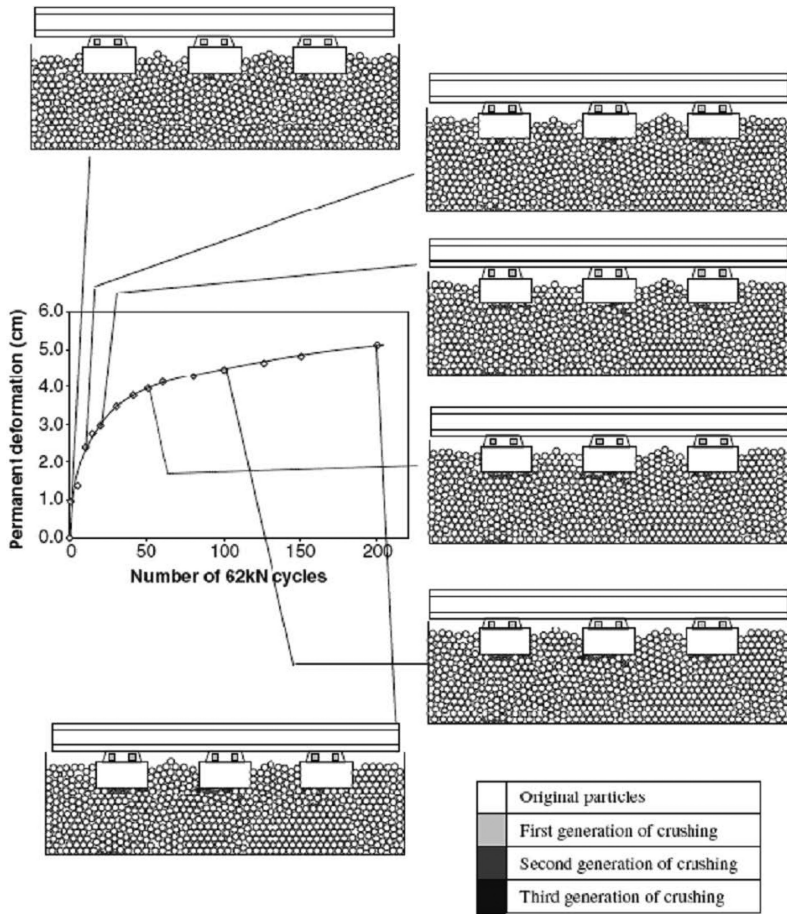 6.0
5.0
4.0
3.0
2.0
1.0
0.0
Permanent deformation (cm)
0 50 100 150 200
Number of 62kN cycles
Original particles
First generation of crushing
Second generation of crushing
Third generation of crushing